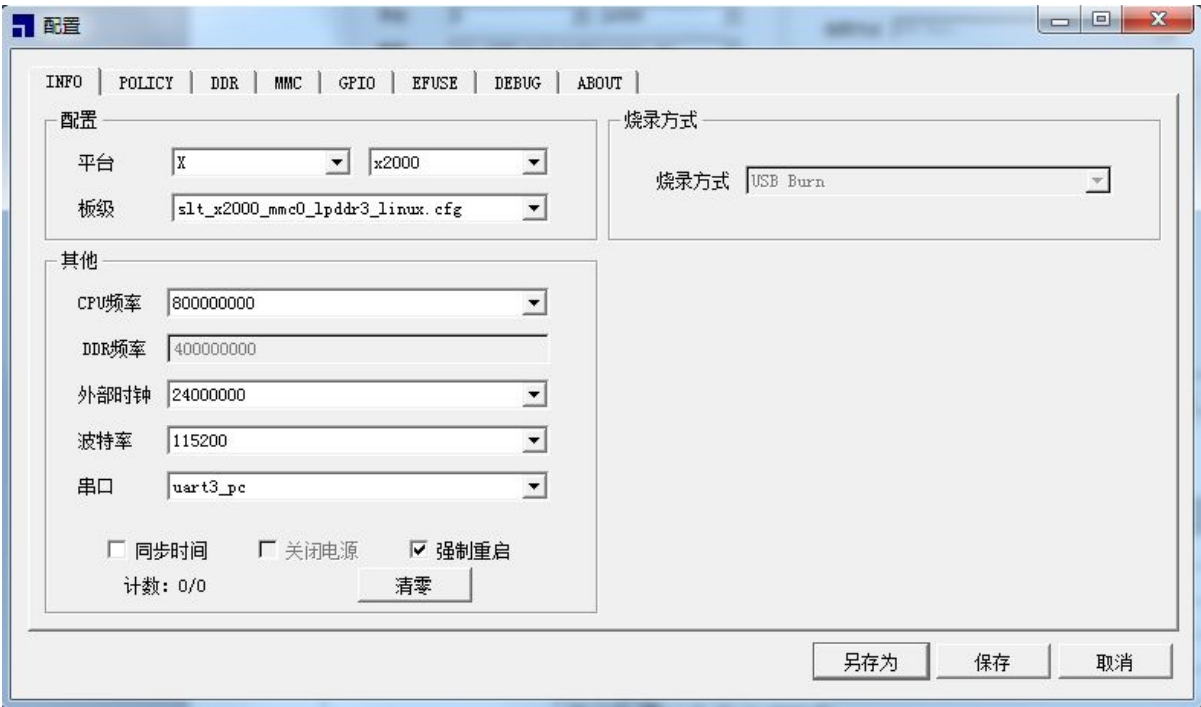 配置
INFO POLICY DDR MMC GPIO EFUSE DEBUG ABOUT
配置
平台 X x2000
板级 slt_x2000_mmc0_lpddr3_linux.cfg
烧录方式
烧录方式 USB Burn
其他
CPU频率 800000000
DDR频率 400000000
外部时钟 24000000
波特率 115200
串口 uart3_pc
同步时间 关闭电源 强制重启
计数: 0/0 清零
另存为 保存 取消